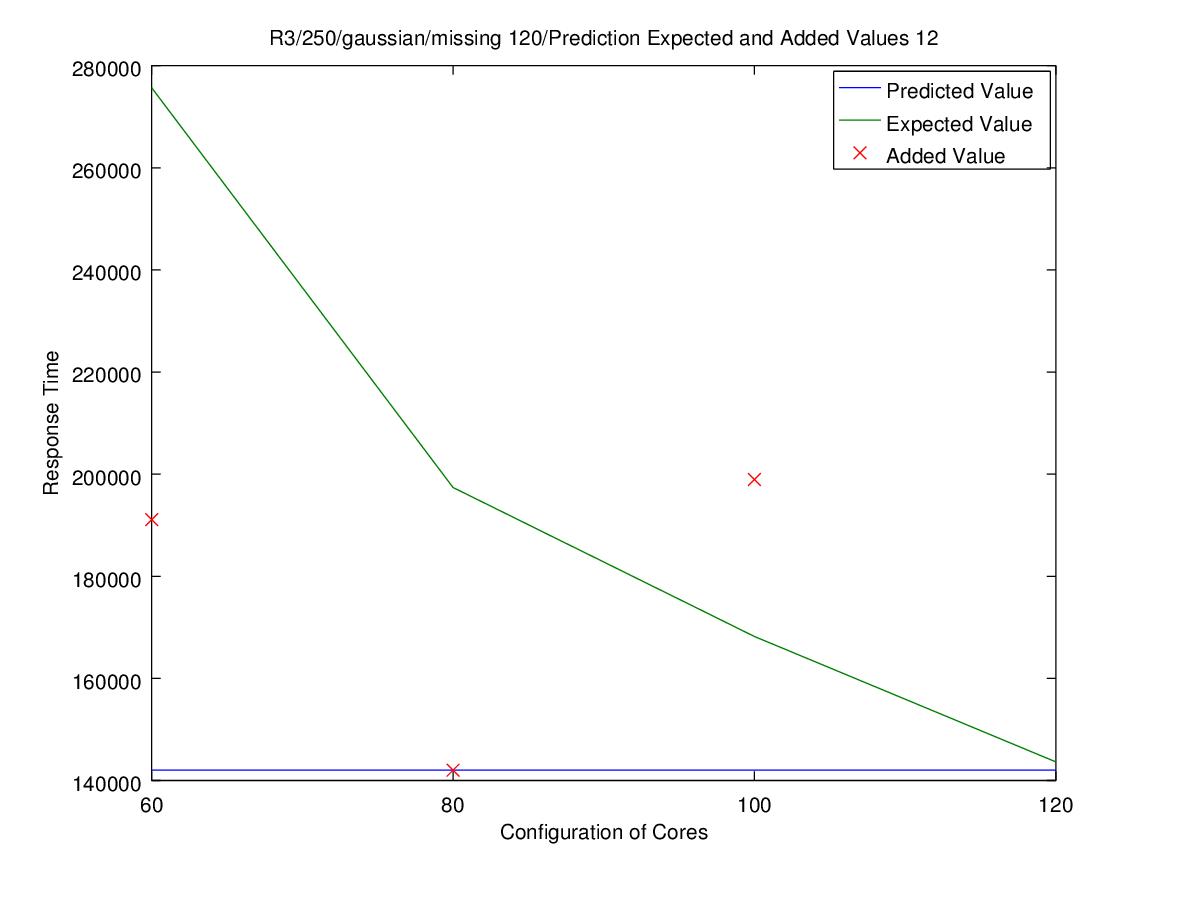 R3/250/gaussian/missing 120/Prediction Expected and Added Values 12
280000
260000
240000
220000
200000
180000
160000
140000
Response Time
Predicted Value
Expected Value
Added Value
60
80
100
120
Configuration of Cores